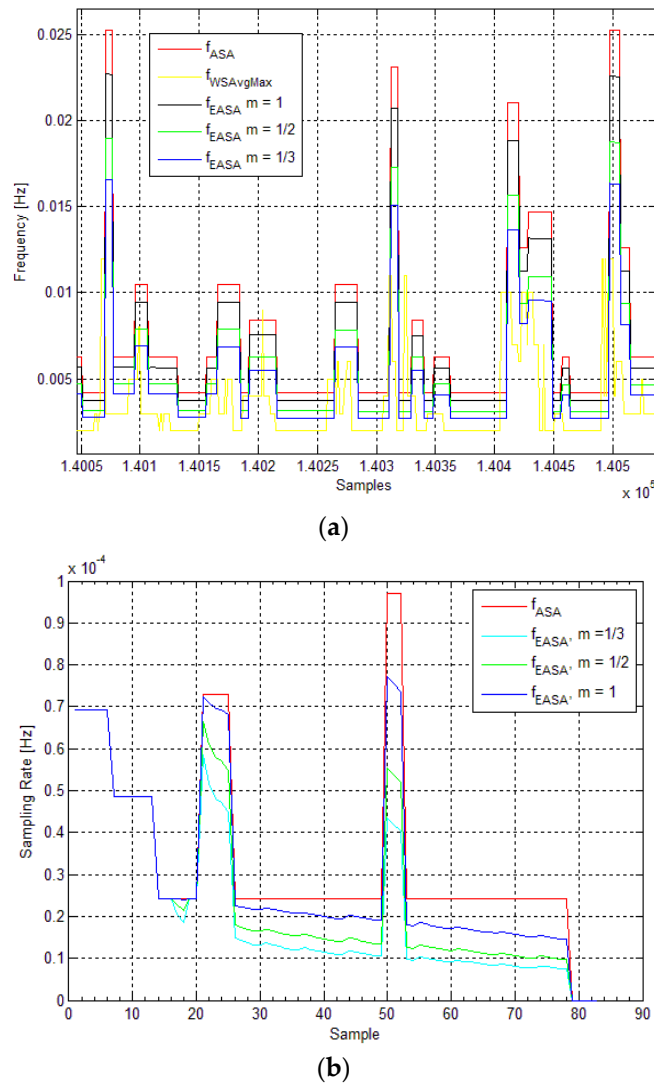 0.025
0.02
0.015
0.01
0.005
Frequency [Hz]
f_ASA
f_WSAvgMax
f_EASA m = 1
f_EASA m = 1/2
f_EASA m = 1/3
1.4005 1.401 1.4015 1.402 1.4025 1.403 1.4035 1.404 1.4045 1.405
Samples
x 10^5
(a)
x 10^-4
1
0.9
0.8
0.7
0.6
0.5
0.4
0.3
0.2
0.1
0
Sampling Rate [Hz]
f_ASA
f_EASA, m =1/3
f_EASA, m = 1/2
f_EASA, m = 1
0 10 20 30 40 50 60 70 80 90
Sample
(b)